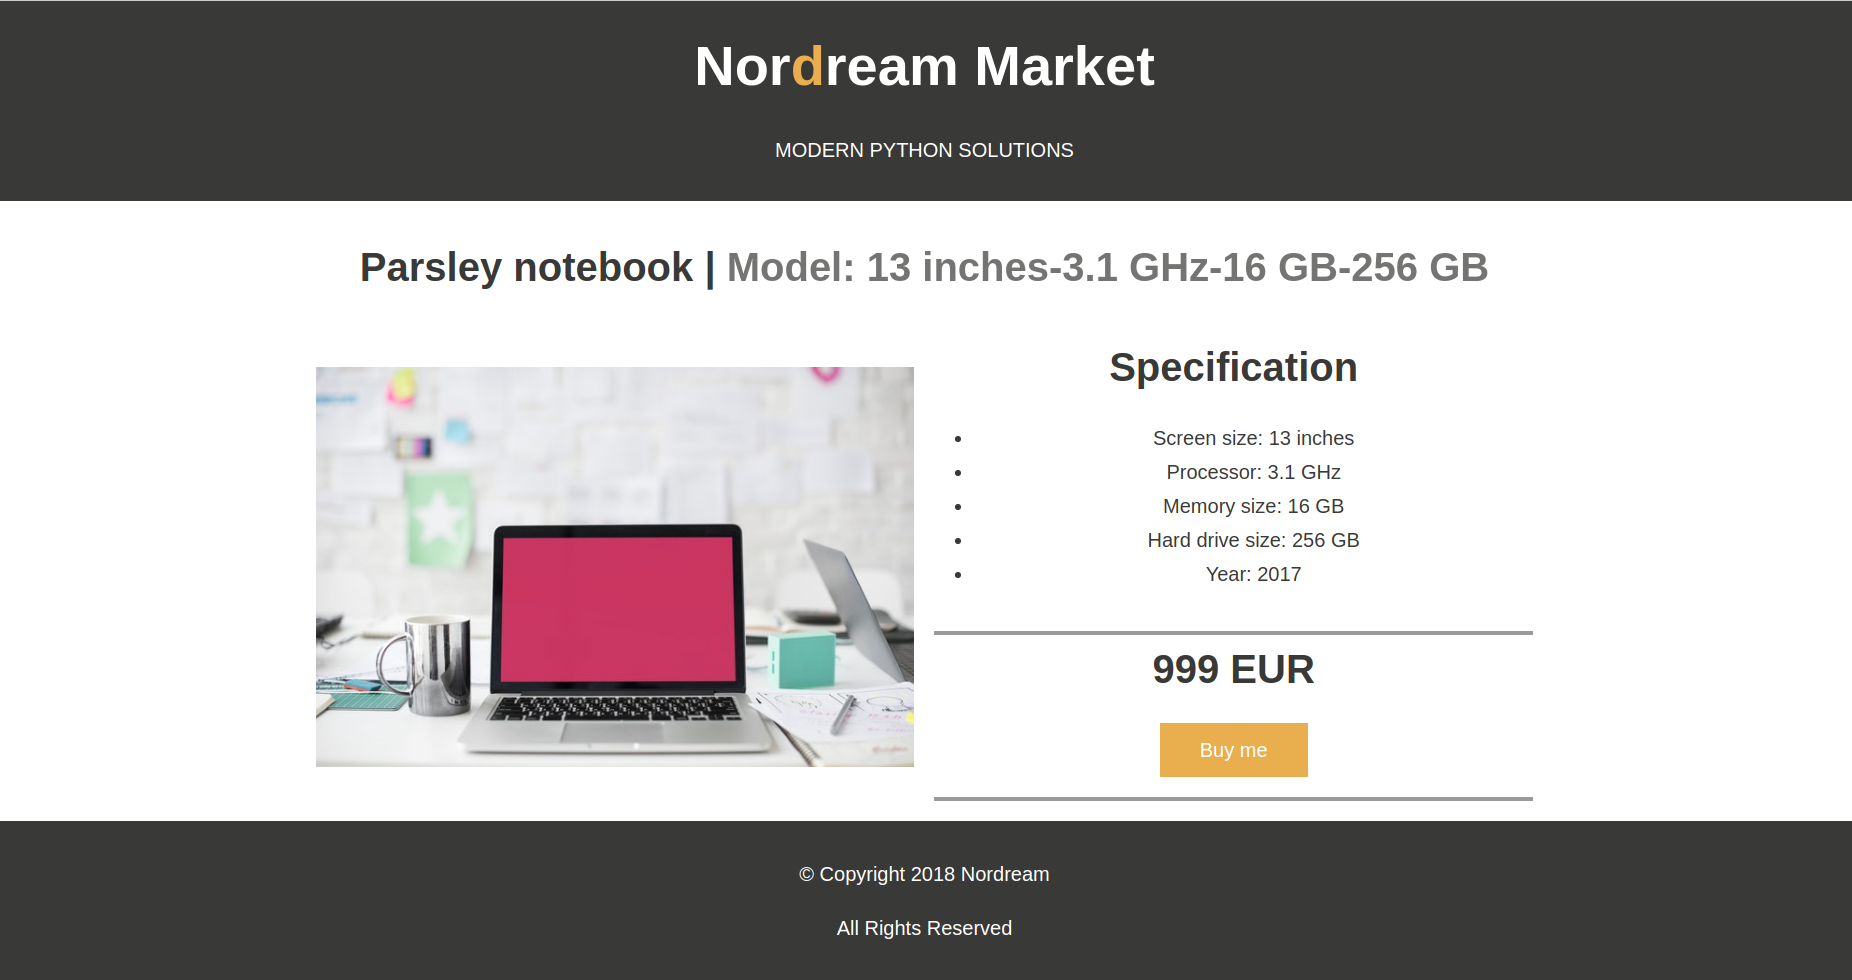 Nordream Market
MODERN PYTHON SOLUTIONS
Parsley notebook | Model: 13 inches-3.1 GHz-16 GB-256 GB
Specification
Screen size: 13 inches
Processor: 3.1 GHz
Memory size: 16 GB
Hard drive size: 256 GB
Year: 2017
999 EUR
Buy me
© Copyright 2018 Nordream
All Rights Reserved